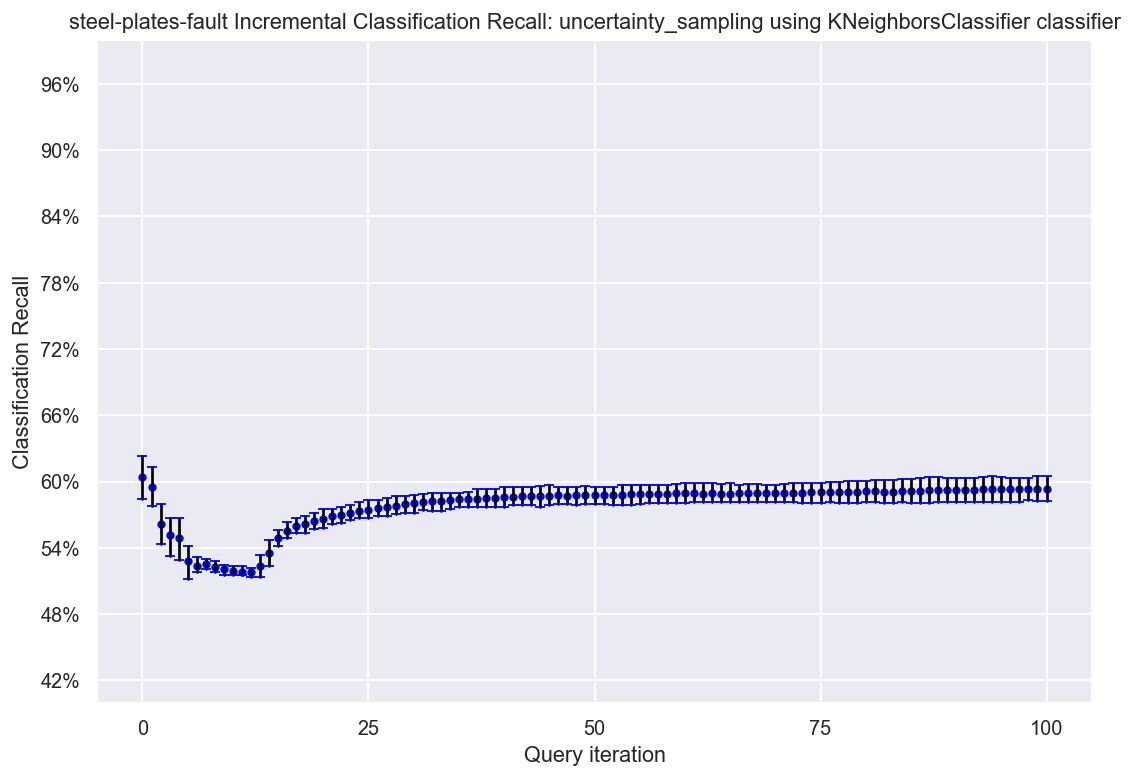 steel-plates-fault Incremental Classification Recall: uncertainty_sampling using KNeighborsClassifier classifier
96%
90%
84%
78%
72%
66%
60%
54%
48%
42%
Classification Recall
0 25 50 75 100
Query iteration